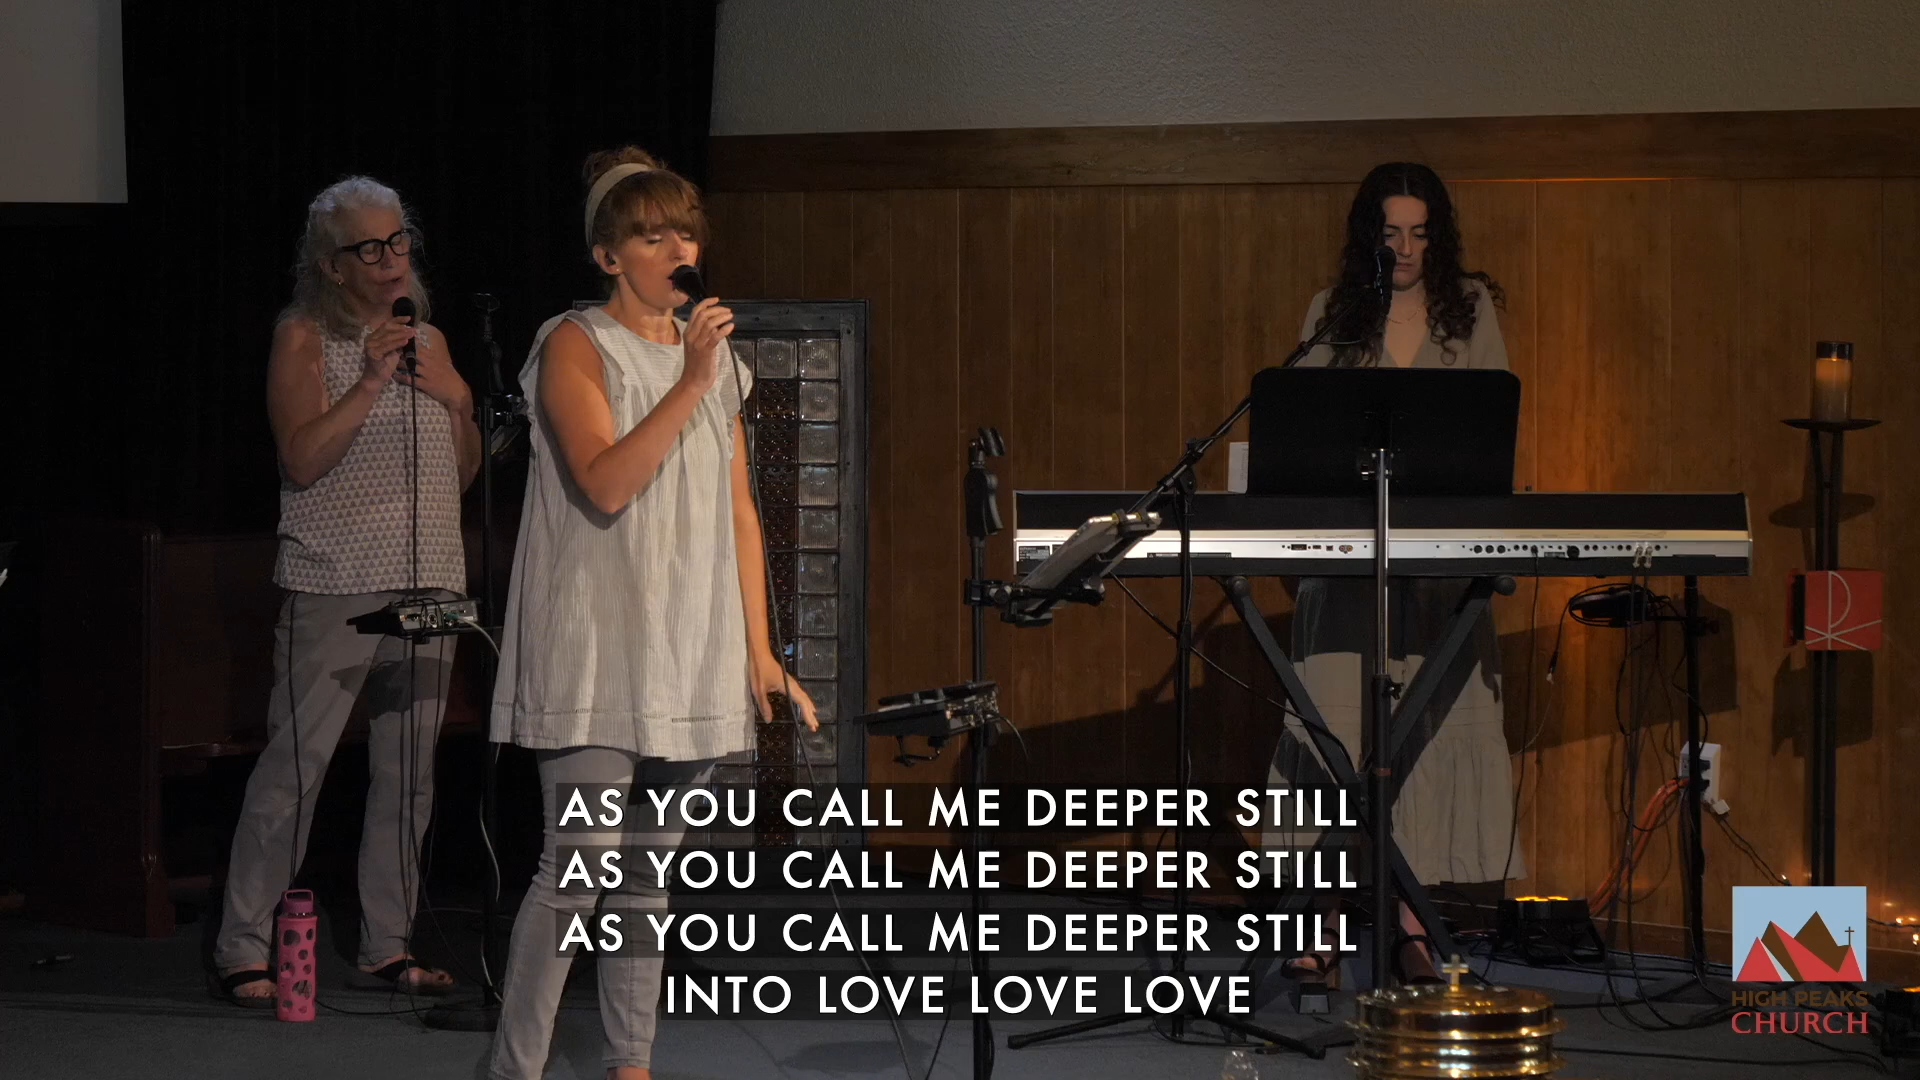 AS YOU CALL ME DEEPER STILL
AS YOU CALL ME DEEPER STILL
AS YOU CALL ME DEEPER STILL
INTO LOVE LOVE LOVE
HIGH PEAKS
CHURCH